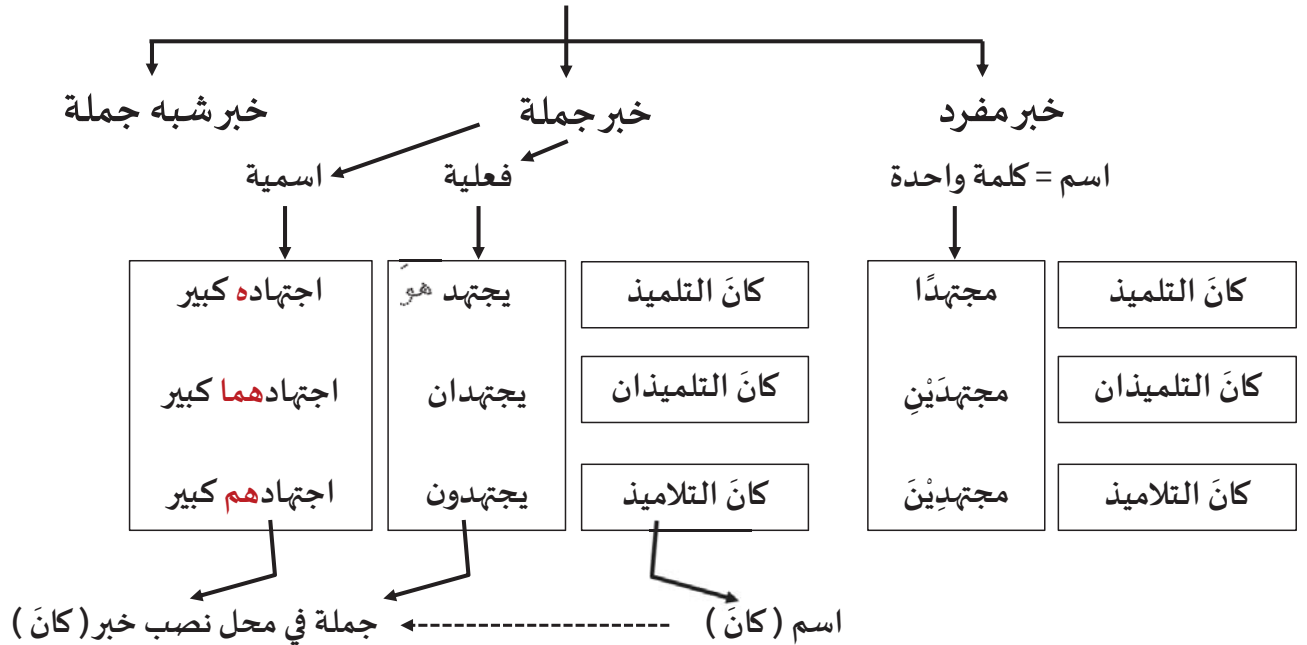 خبر مفرد خبر جملة خبر شبه جملة
اسم = كلمة واحدة فعلية اسمية
كانَ التلميذ مجتهدًا كانَ التلميذ يجتهد هوَ اجتهاده كبير
كانَ التلميذان مجتهدَيْنِ كانَ التلميذان يجتهدان اجتهادهما كبير
كانَ التلاميذ مجتهدِيْنَ كانَ التلاميذ يجتهدون اجتهادهم كبير
اسم ( كانَ ) جملة في محل نصب خبر ( كانَ )